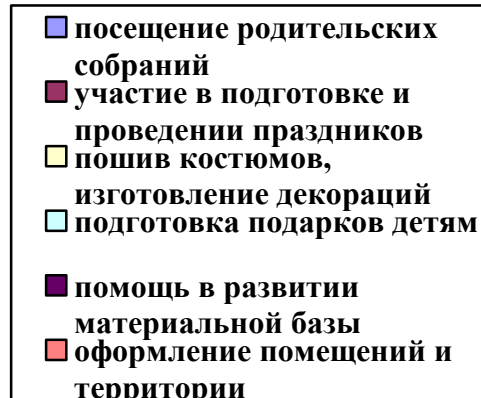 посещение родительских
собраний
участие в подготовке и
проведении праздников
пошив костюмов,
изготовление декораций
подготовка подарков детям
помощь в развитии
материальной базы
оформление помещений и
территории